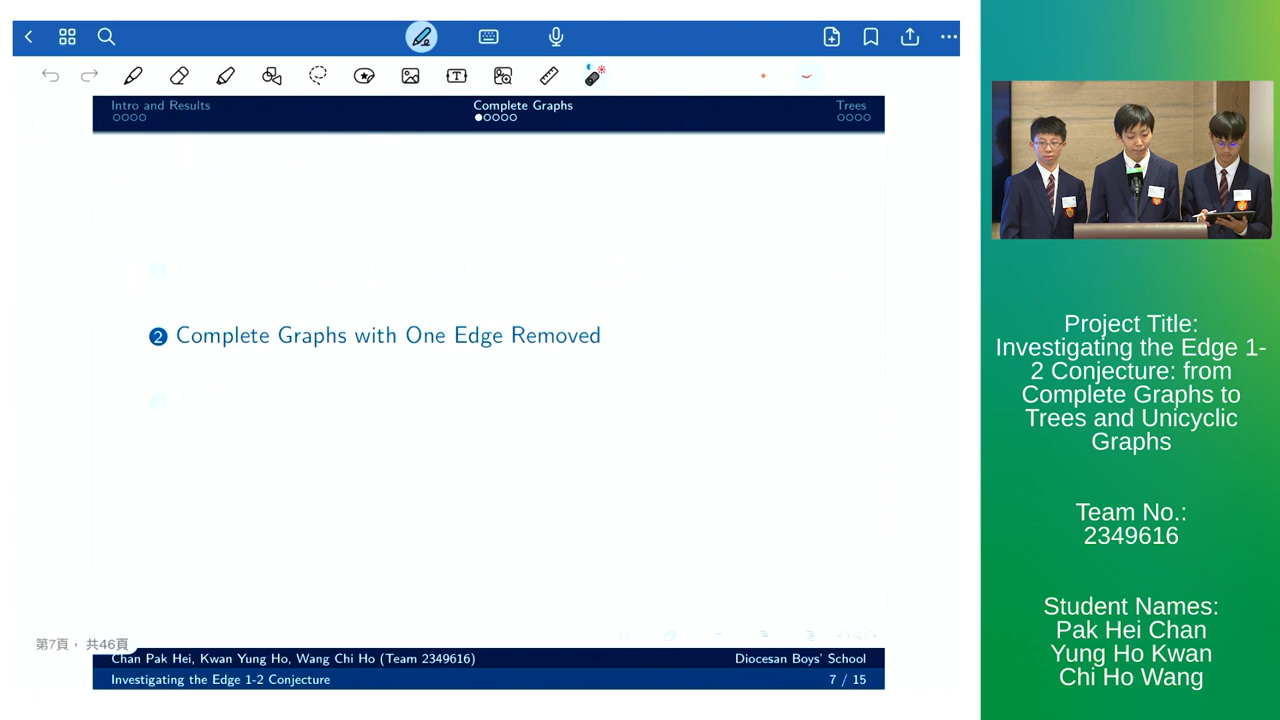 Intro and Results
Complete Graphs
Trees
2 Complete Graphs with One Edge Removed
第7頁, 共46頁
Chan Pak Hei, Kwan Yung Ho, Wang Chi Ho (Team 2349616)
Diocesan Boys' School
Investigating the Edge 1-2 Conjecture
7 / 15
Project Title:
Investigating the Edge 1-
2 Conjecture: from
Complete Graphs to
Trees and Unicyclic
Graphs
Team No.:
2349616
Student Names:
Pak Hei Chan
Yung Ho Kwan
Chi Ho Wang